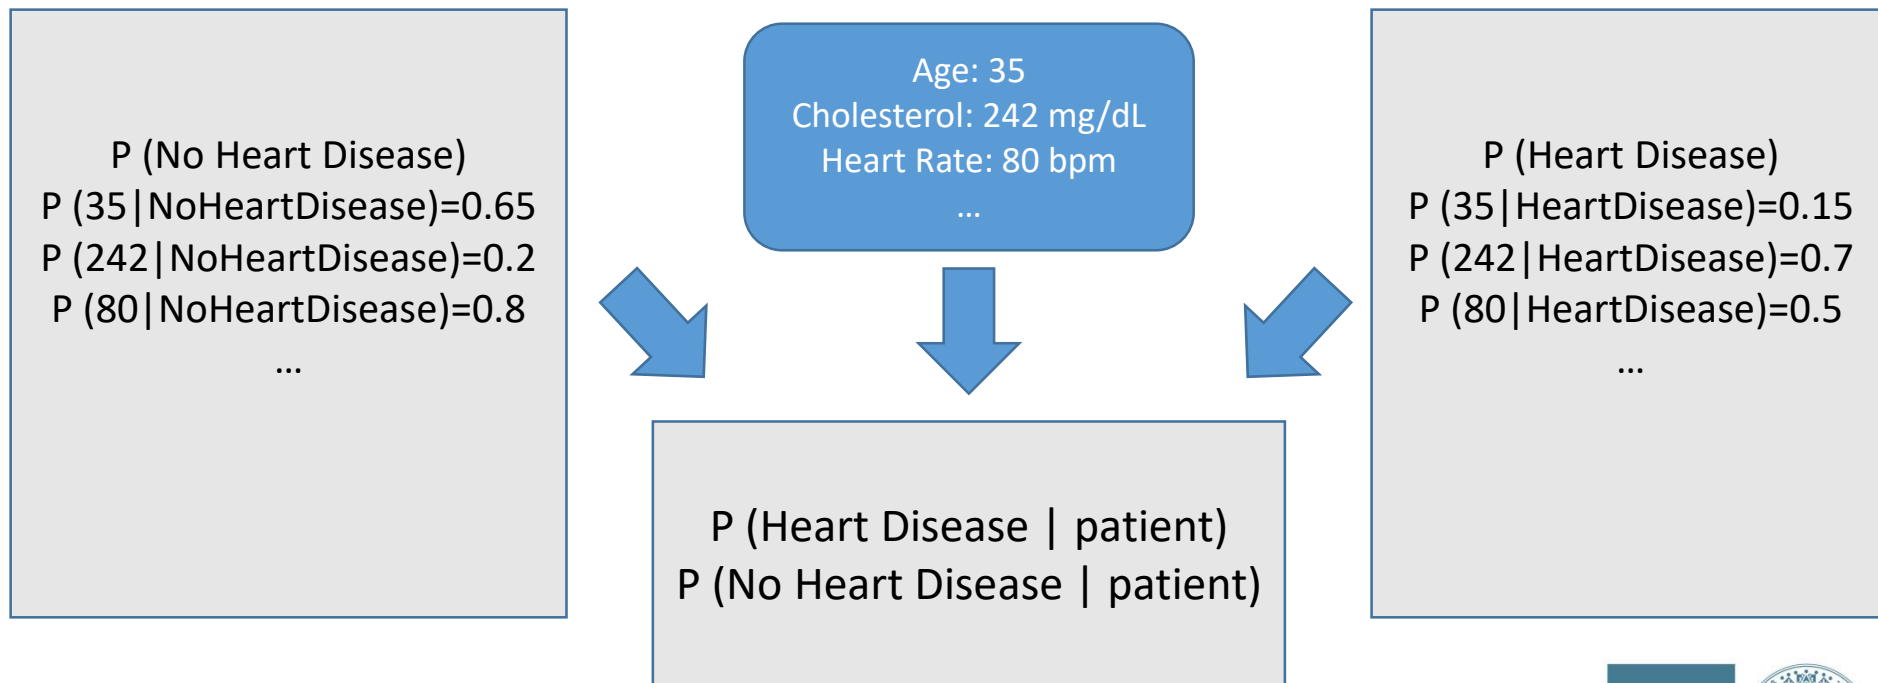 P (No Heart Disease)
P (35|NoHeartDisease)=0.65
P (242|NoHeartDisease)=0.2
P (80|NoHeartDisease)=0.8
...
Age: 35
Cholesterol: 242 mg/dL
Heart Rate: 80 bpm
...
P (Heart Disease)
P (35|HeartDisease)=0.15
P (242|HeartDisease)=0.7
P (80|HeartDisease)=0.5
...
P (Heart Disease | patient)
P (No Heart Disease | patient)